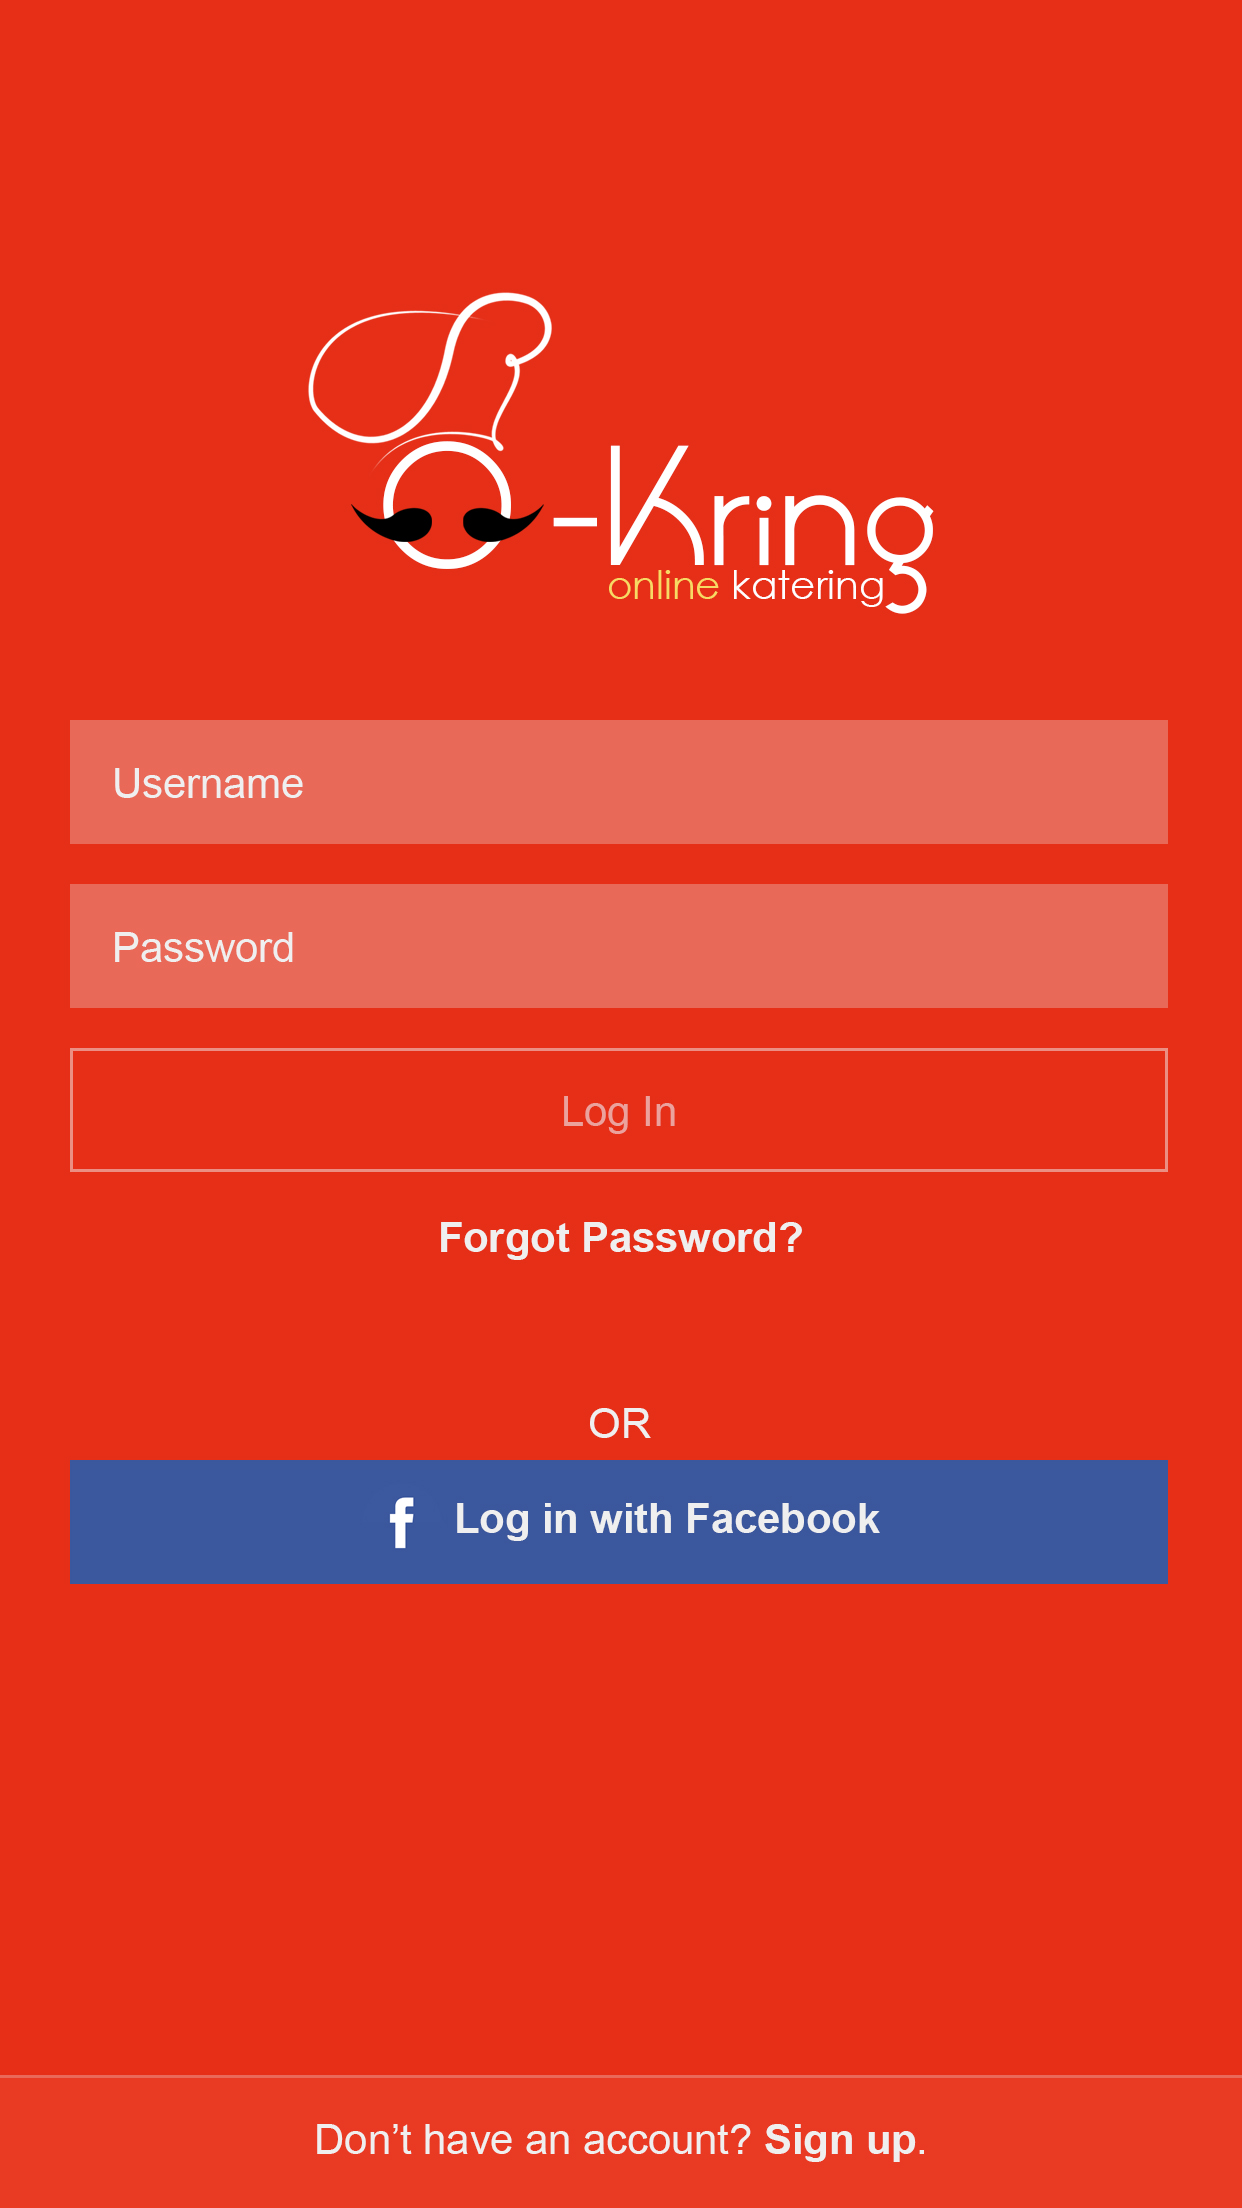 O-Kring
online katering
Username
Password
Log In
Forgot Password?
OR
f Log in with Facebook
Don’t have an account? Sign up.